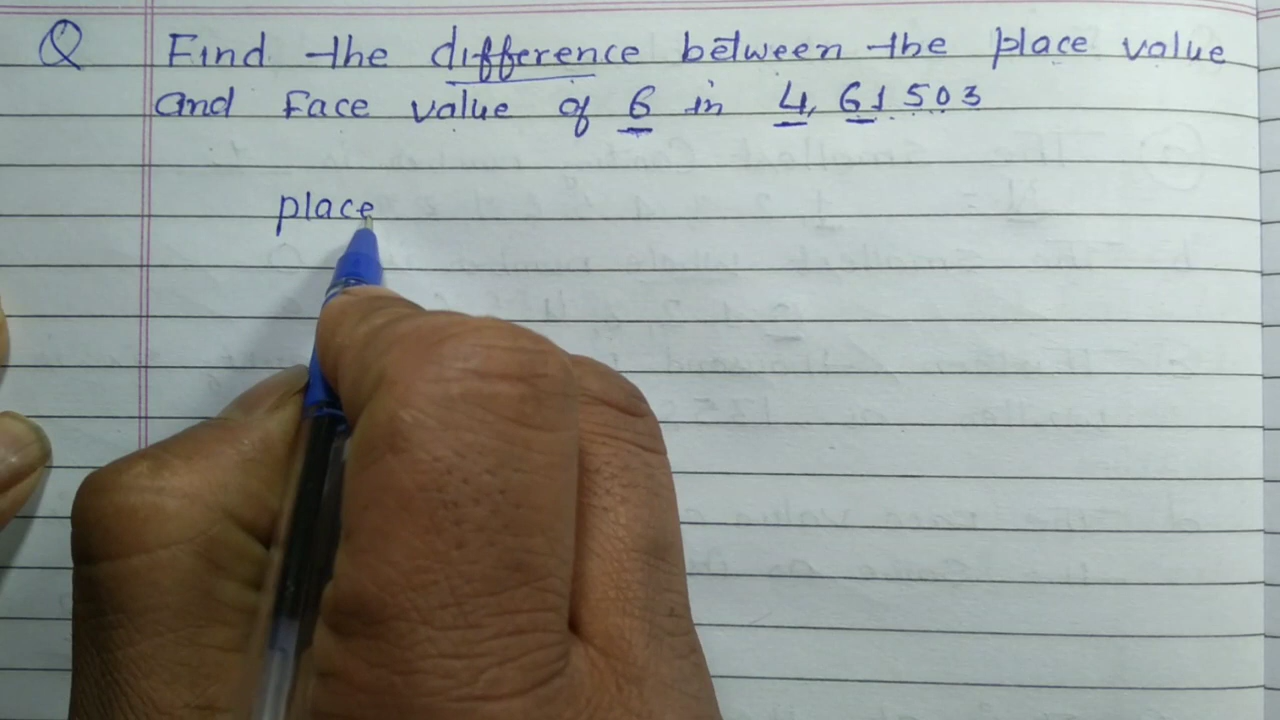 Q Find the difference between the place value
and Face value of 6 in 4, 61503
place